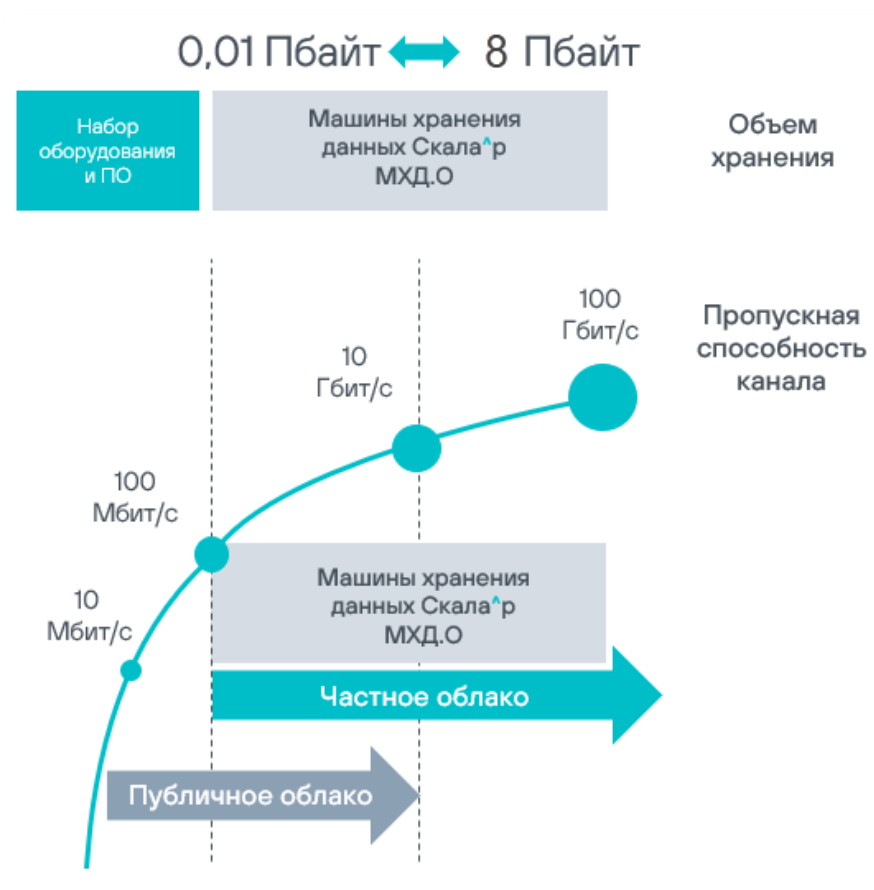 0,01 Пбайт 8 Пбайт
Набор
оборудования
и ПО
Машины хранения
данных Скала^р
МХД.О
Объем
хранения
100
Гбит/с
Пропускная
способность
канала
10
Гбит/с
100
Мбит/с
10
Мбит/с
Машины хранения
данных Скала^р
МХД.О
Частное облако
Публичное облако